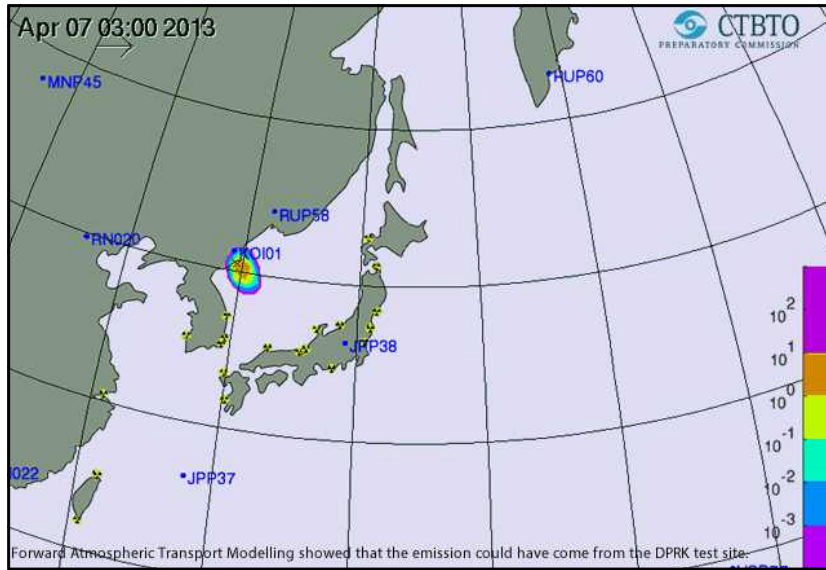 Apr 07 03:00 2013
CTBTO
PREPARATORY COMMISSION
MNP45
RUP60
RUP58
RN020
KOI01
JPP38
10 2
10 1
10 0
10 -1
10 -2
10 -3
JPP37
Forward Atmospheric Transport Modelling showed that the emission could have come from the DPRK test site.